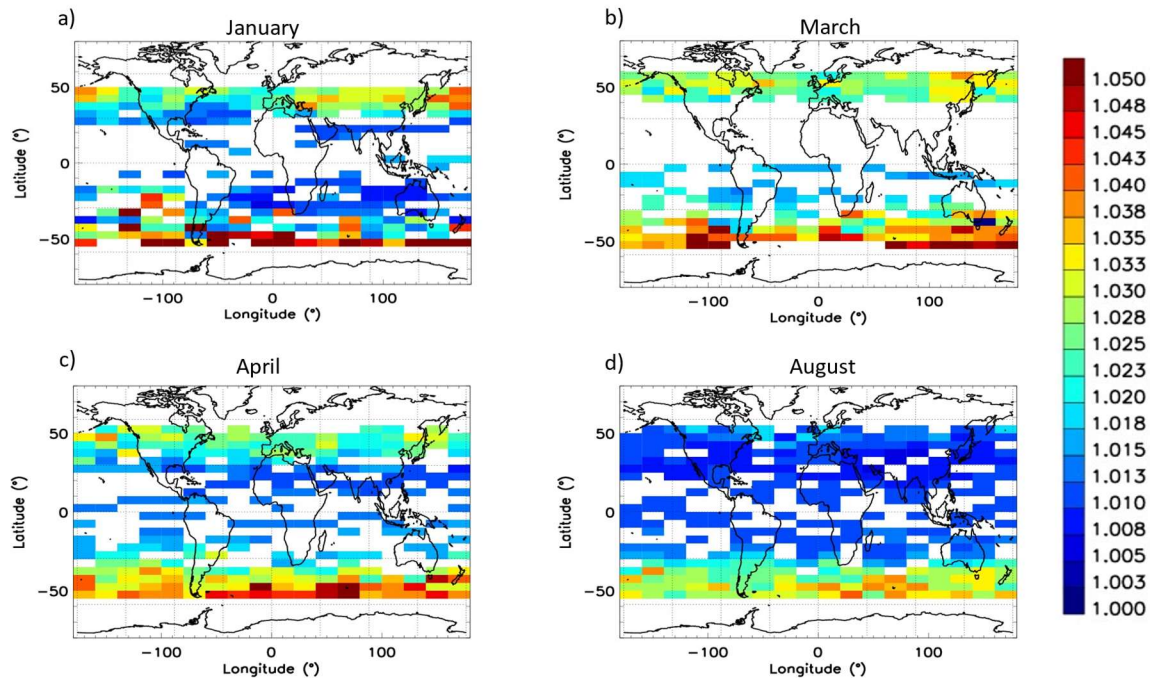 a)
January
50
0
−50
Latitude (°)
−100
0
100
Longitude (°)
b)
March
50
0
−50
Latitude (°)
−100
0
100
Longitude (°)
c)
April
50
0
−50
Latitude (°)
−100
0
100
Longitude (°)
d)
August
50
0
−50
Latitude (°)
−100
0
100
Longitude (°)
1.050
1.048
1.045
1.043
1.040
1.038
1.035
1.033
1.030
1.028
1.025
1.023
1.020
1.018
1.015
1.013
1.010
1.008
1.005
1.003
1.000